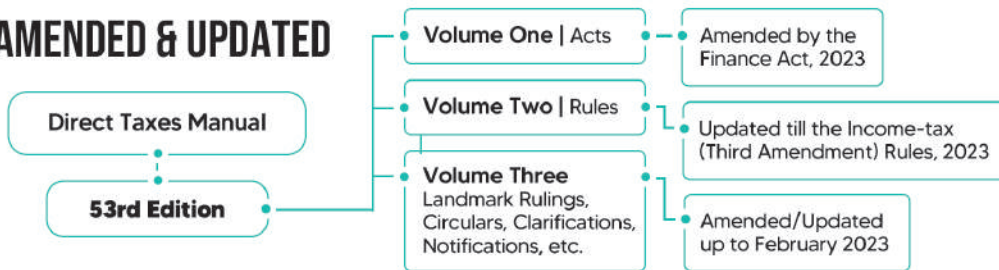 AMENDED & UPDATED
Direct Taxes Manual
53rd Edition
Volume One | Acts
Amended by the
Finance Act, 2023
Volume Two | Rules
Updated till the Income-tax
(Third Amendment) Rules, 2023
Volume Three
Landmark Rulings,
Circulars, Clarifications,
Notifications, etc.
Amended/Updated
up to February 2023